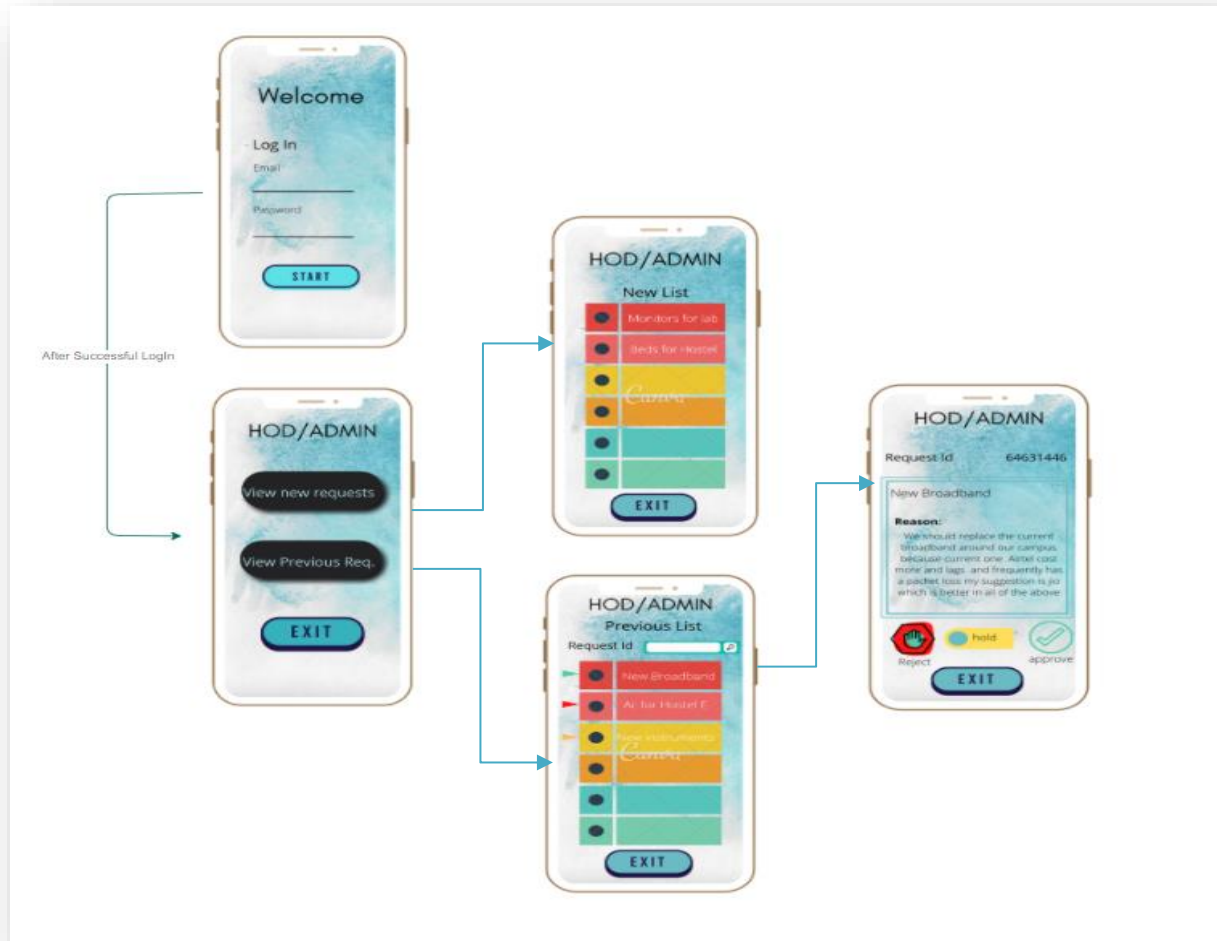 Welcome
Log In
Email
Password
START
After Successful LogIn
HOD/ADMIN
View new requests
View Previous Req.
EXIT
HOD/ADMIN
New List
Monitors for lab
Beds for Hostel
Canva
EXIT
HOD/ADMIN
Previous List
Request Id
New Broadband
Ac for Hostel E
New instruments
Canva
EXIT
HOD/ADMIN
Request Id 64631446
New Broadband
Reason:
We should replace the current
broadband around our campus
because current one Airtel cost
more and lags and frequently has
a packet loss my suggestion is jio
which is better in all of the above
Reject
hold
approve
EXIT